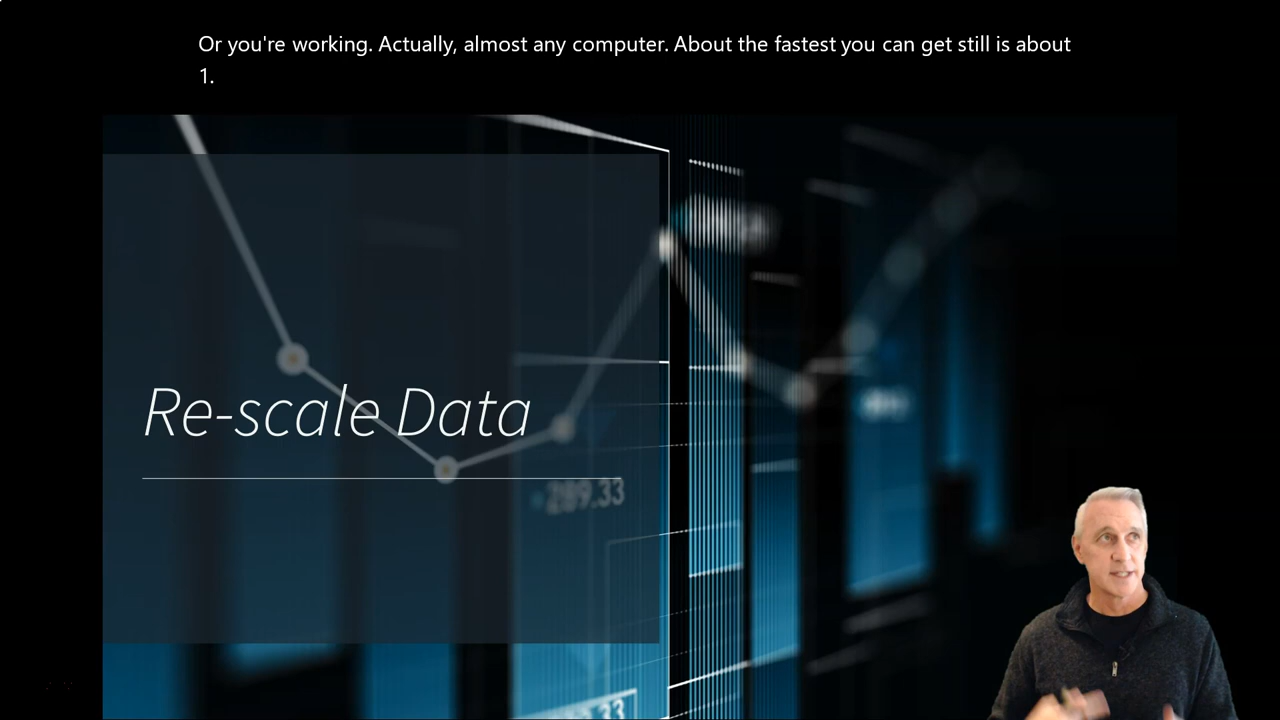 Or you're working. Actually, almost any computer. About the fastest you can get still is about
1.
Re-scale Data
289.33